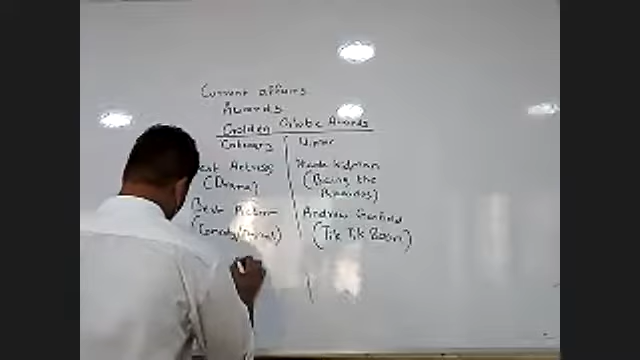 Current affairs
Awards
Golden Globe Awards
Category Winner
Best Actress Nicole Kidman
(Drama) (Being the
Ricardos)
Best Actor Andrew Garfield
(Comedy/Musical) (Tik Tik Boom)